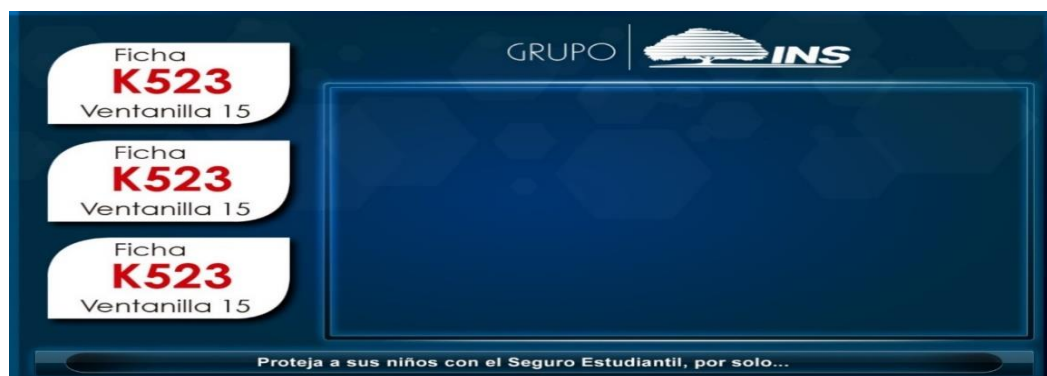 Ficha
K523
Ventanilla 15
Ficha
K523
Ventanilla 15
Ficha
K523
Ventanilla 15
GRUPO INS
Proteja a sus niños con el Seguro Estudiantil, por solo...